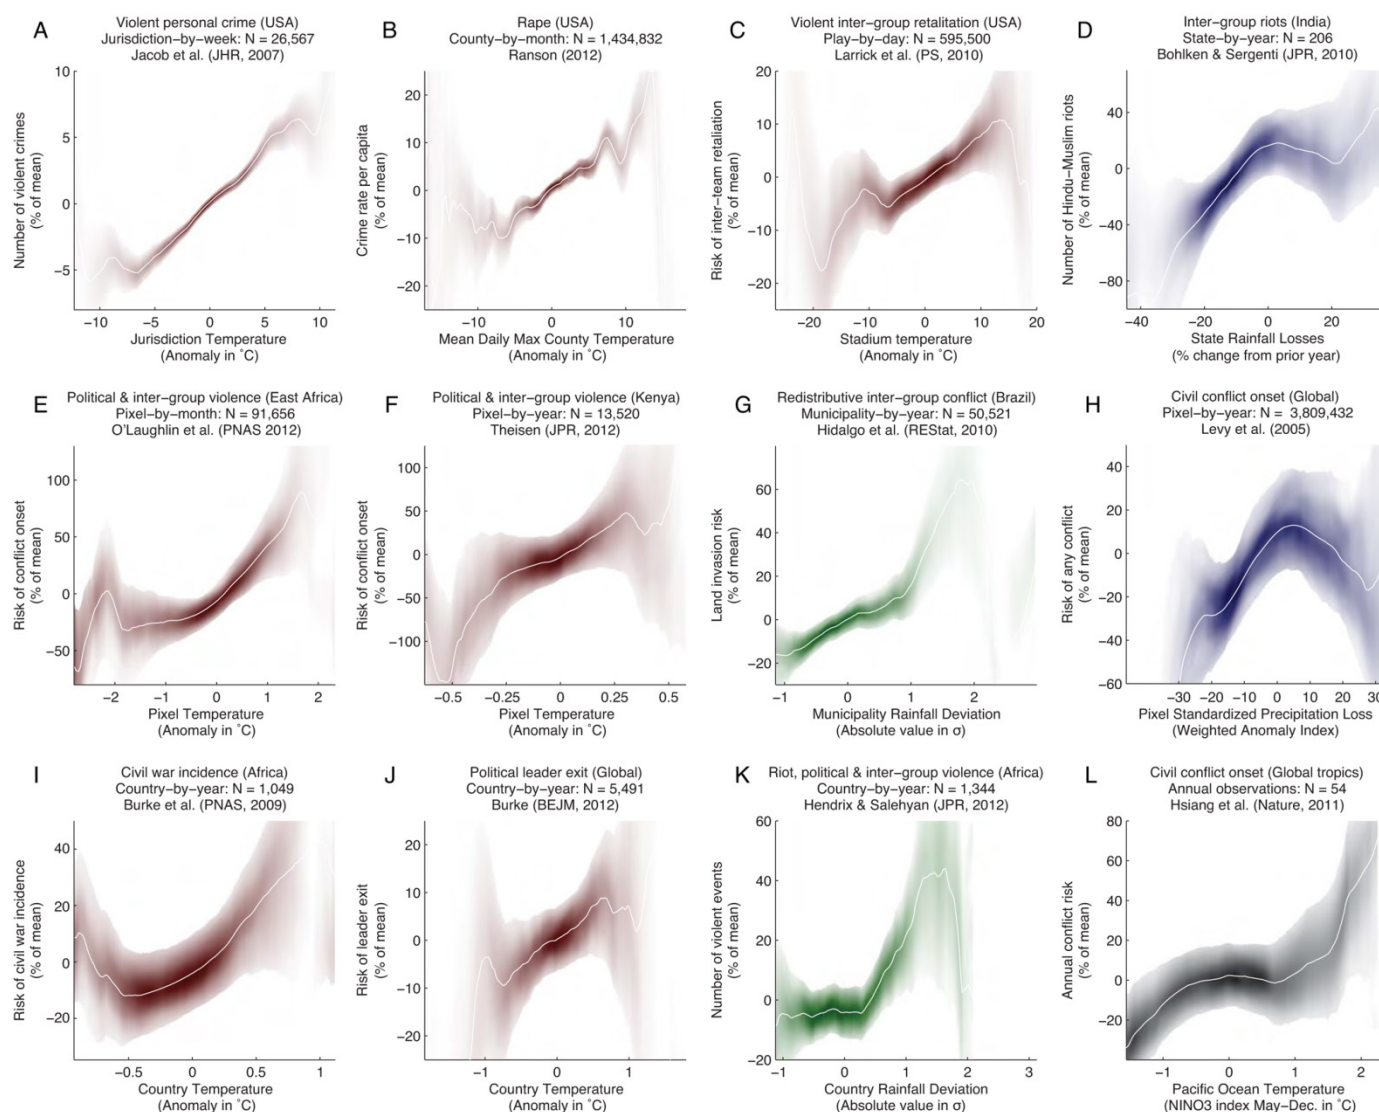 A
Violent personal crime (USA)
Jurisdiction−by−week: N = 26,567
Jacob et al. (JHR, 2007)
Number of violent crimes
(% of mean)
10
5
0
−5
−10 −5 0 5 10
Jurisdiction Temperature
(Anomaly in ˚C)
B
Rape (USA)
County−by−month: N = 1,434,832
Ranson (2012)
Crime rate per capita
(% of mean)
20
10
0
−10
−20
−10 0 10
Mean Daily Max County Temperature
(Anomaly in ˚C)
C
Violent inter−group retalitation (USA)
Play−by−day: N = 595,500
Larrick et al. (PS, 2010)
Risk of inter−team retaliation
(% of mean)
20
10
0
−10
−20
−20 −10 0 10 20
Stadium temperature
(Anomaly in ˚C)
D
Inter−group riots (India)
State−by−year: N = 206
Bohlken & Sergenti (JPR, 2010)
Number of Hindu−Muslim riots
(% of mean)
40
0
−40
−80
−40 −20 0 20
State Rainfall Losses
(% change from prior year)
E
Political & inter−group violence (East Africa)
Pixel−by−month: N = 91,656
O'Laughlin et al. (PNAS 2012)
Risk of conflict onset
(% of mean)
100
50
0
−50
−2 −1 0 1 2
Pixel Temperature
(Anomaly in ˚C)
F
Political & inter−group violence (Kenya)
Pixel−by−year: N = 13,520
Theisen (JPR, 2012)
Risk of conflict onset
(% of mean)
100
50
0
−50
−100
−0.5 −0.25 0 0.25 0.5
Pixel Temperature
(Anomaly in ˚C)
G
Redistributive inter−group conflict (Brazil)
Municipality−by−year: N = 50,521
Hidalgo et al. (REStat, 2010)
Land invasion risk
(% of mean)
60
40
20
0
−20
−1 0 1 2
Municipality Rainfall Deviation
(Absolute value in σ)
H
Civil conflict onset (Global)
Pixel−by−year: N = 3,809,432
Levy et al. (2005)
Risk of any conflict
(% of mean)
40
20
0
−20
−40
−60
−30 −20 −10 0 10 20 30
Pixel Standardized Precipitation Loss
(Weighted Anomaly Index)
I
Civil war incidence (Africa)
Country−by−year: N = 1,049
Burke et al. (PNAS, 2009)
Risk of civil war incidence
(% of mean)
40
20
0
−20
−0.5 0 0.5 1
Country Temperature
(Anomaly in ˚C)
J
Political leader exit (Global)
Country−by−year: N = 5,491
Burke (BEJM, 2012)
Risk of leader exit
(% of mean)
20
10
0
−10
−20
−1 0 1
Country Temperature
(Anomaly in ˚C)
K
Riot, political & inter−group violence (Africa)
Country−by−year: N = 1,344
Hendrix & Salehyan (JPR, 2012)
Number of violent events
(% of mean)
60
40
20
0
−20
−1 0 1 2 3
Country Rainfall Deviation
(Absolute value in σ)
L
Civil conflict onset (Global tropics)
Annual observations: N = 54
Hsiang et al. (Nature, 2011)
Annual conflict risk
(% of mean)
80
60
40
20
0
−20
−1 0 1 2
Pacific Ocean Temperature
(NINO3 index May−Dec. in ˚C)